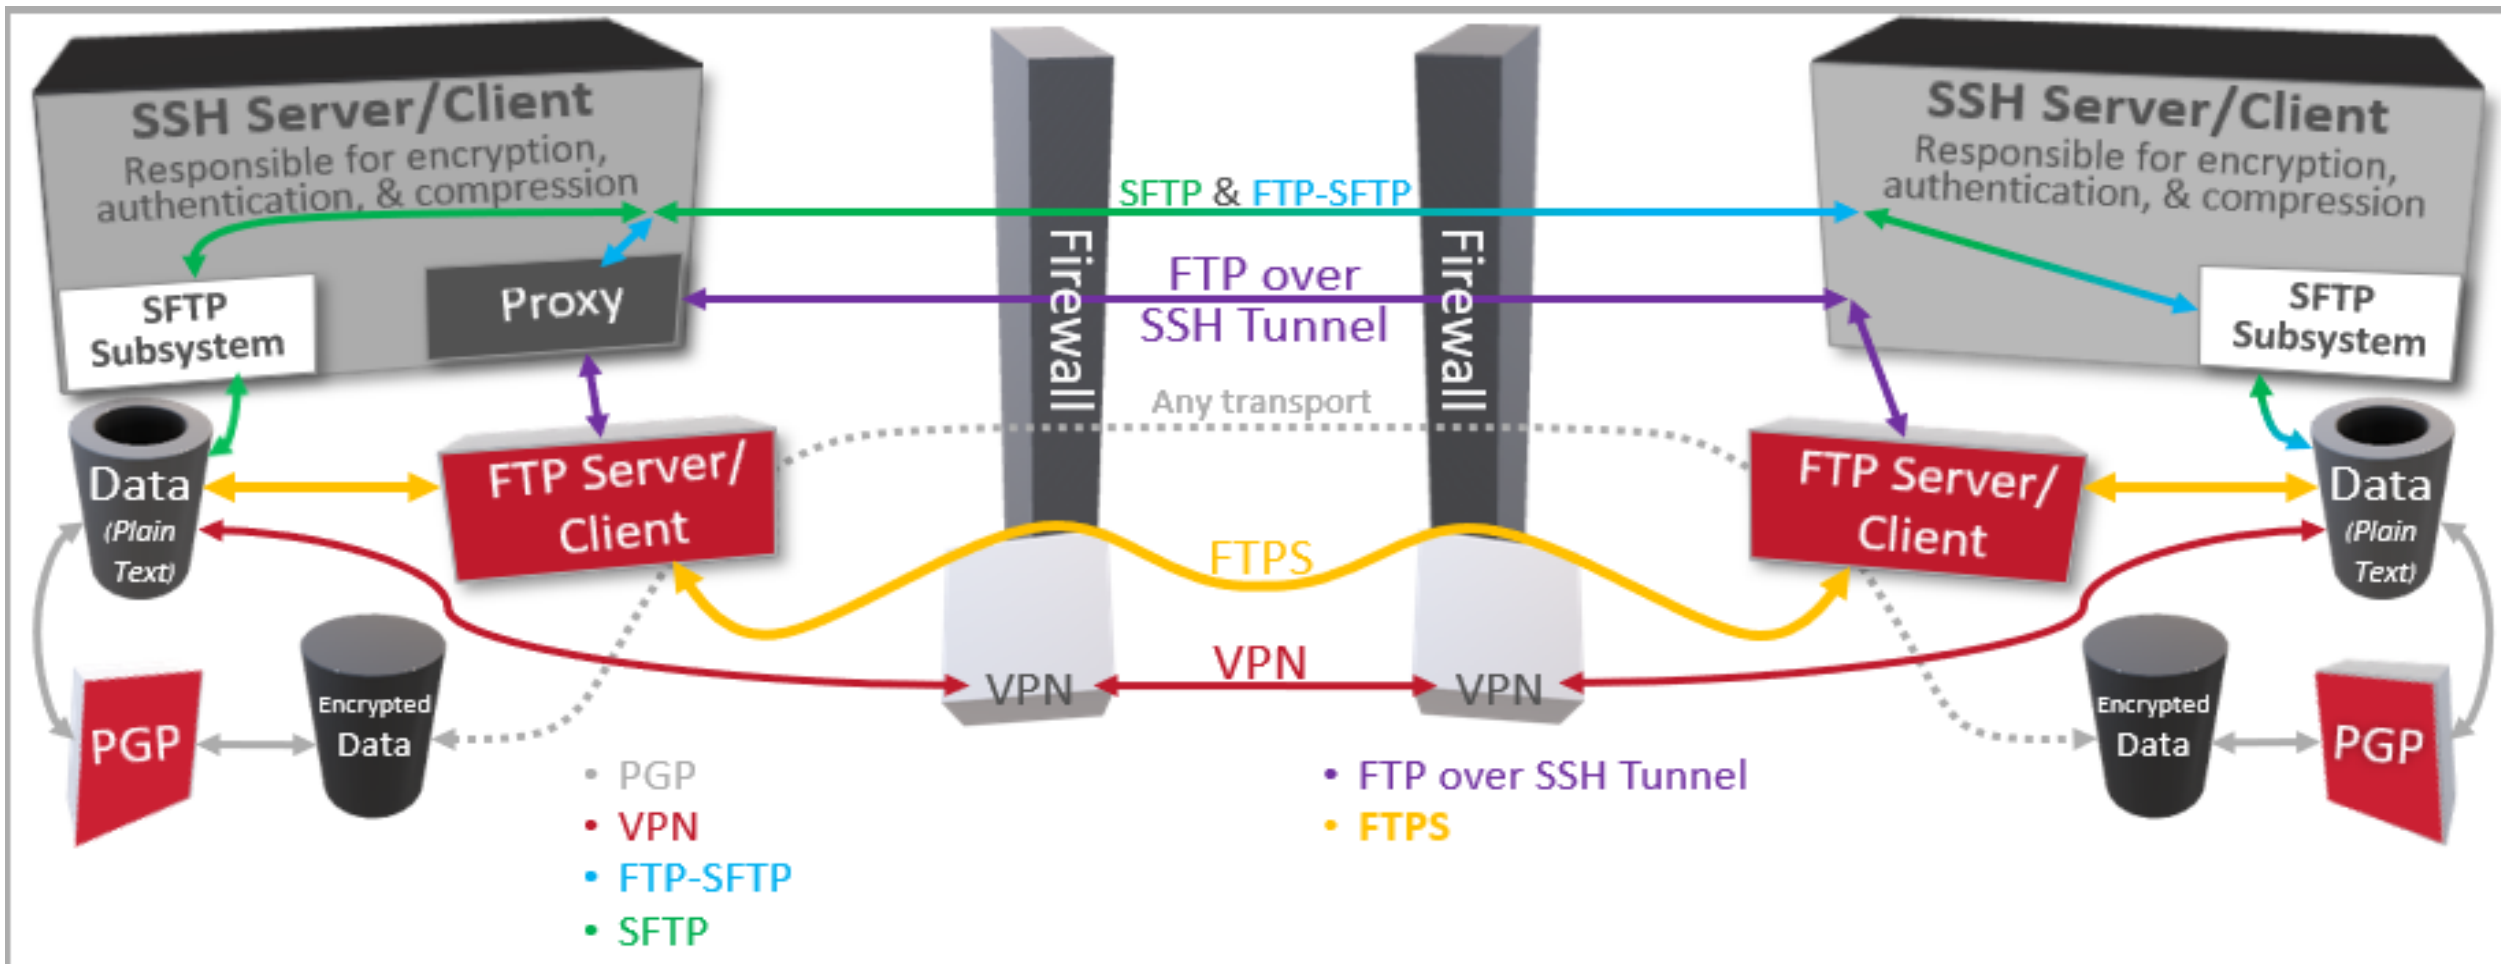 SSH Server/Client
Responsible for encryption,
authentication, & compression
SFTP
Subsystem
Proxy
Data
(Plain
Text)
FTP Server/
Client
PGP
Encrypted
Data
Firewall
VPN
SFTP & FTP-SFTP
FTP over
SSH Tunnel
Any transport
FTPS
VPN
Firewall
VPN
SSH Server/Client
Responsible for encryption,
authentication, & compression
SFTP
Subsystem
FTP Server/
Client
Data
(Plain
Text)
Encrypted
Data
PGP
• PGP
• VPN
• FTP-SFTP
• SFTP
• FTP over SSH Tunnel
• FTPS